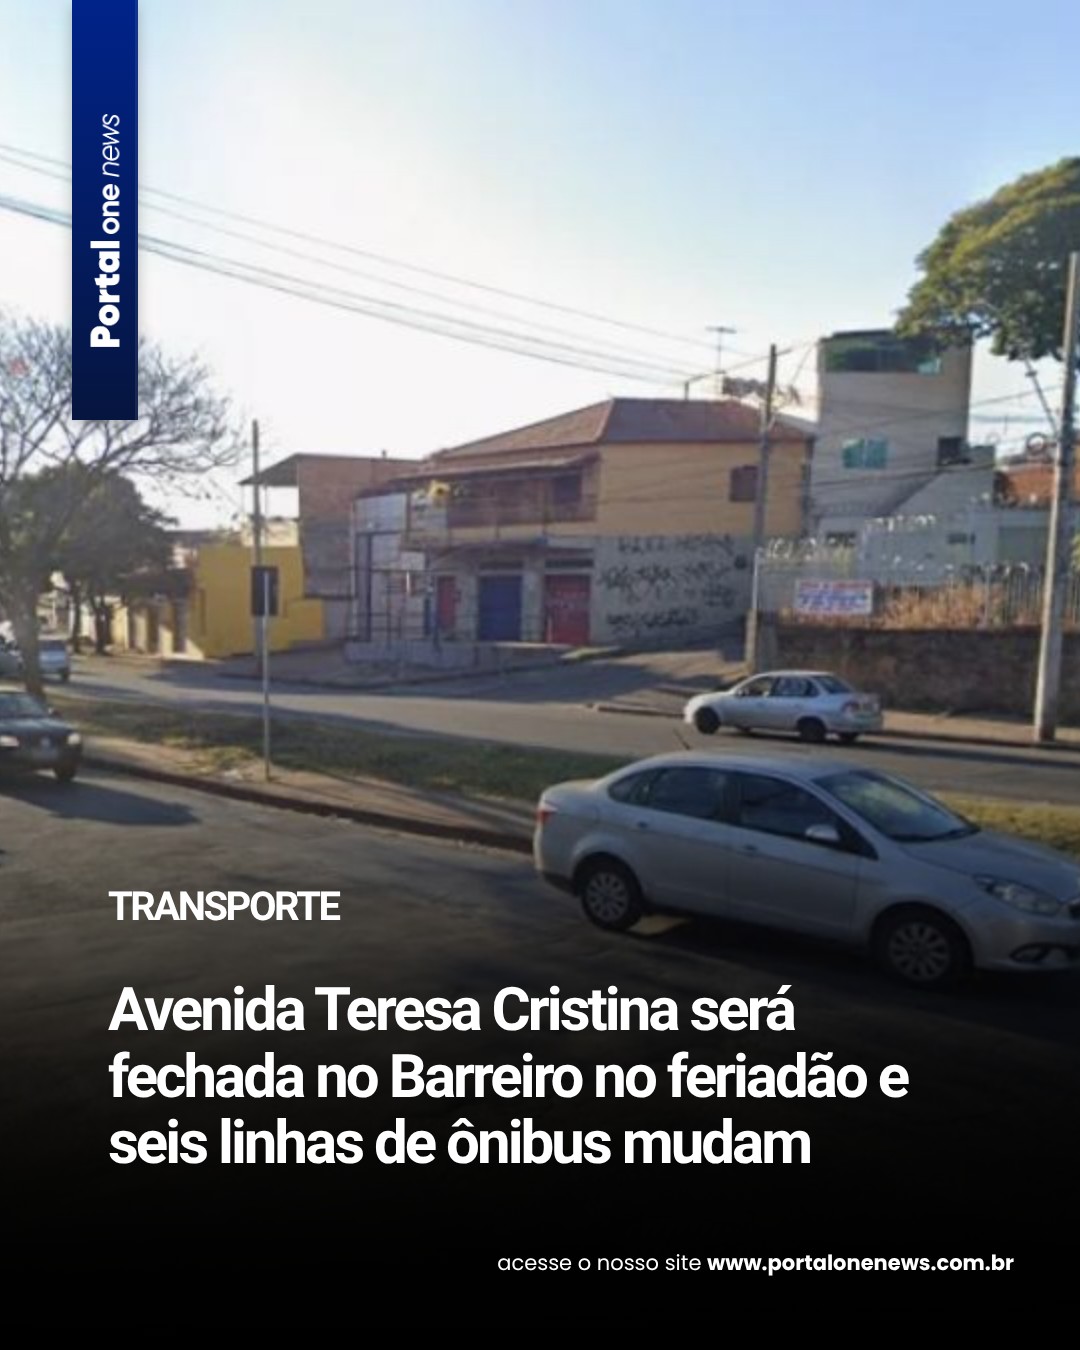 Portal one news
TRANSPORTE
Avenida Teresa Cristina será
fechada no Barreiro no feriadão e
seis linhas de ônibus mudam
acesse o nosso site www.portalonenews.com.br